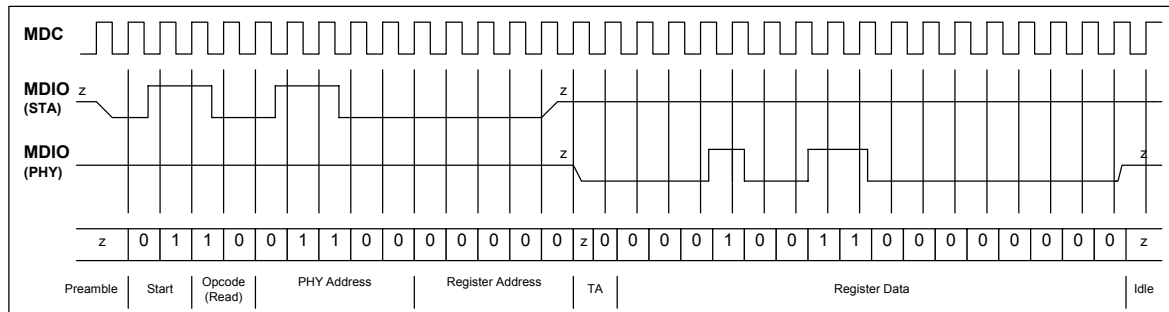 MDC
MDIO z z
(STA)
MDIO z z
(PHY)
z 0 1 1 0 0 1 1 0 0 0 0 0 0 0 z 0 0 0 0 1 0 0 1 1 0 0 0 0 0 0 0 0 z
Preamble Start Opcode PHY Address Register Address TA Register Data Idle
(Read)